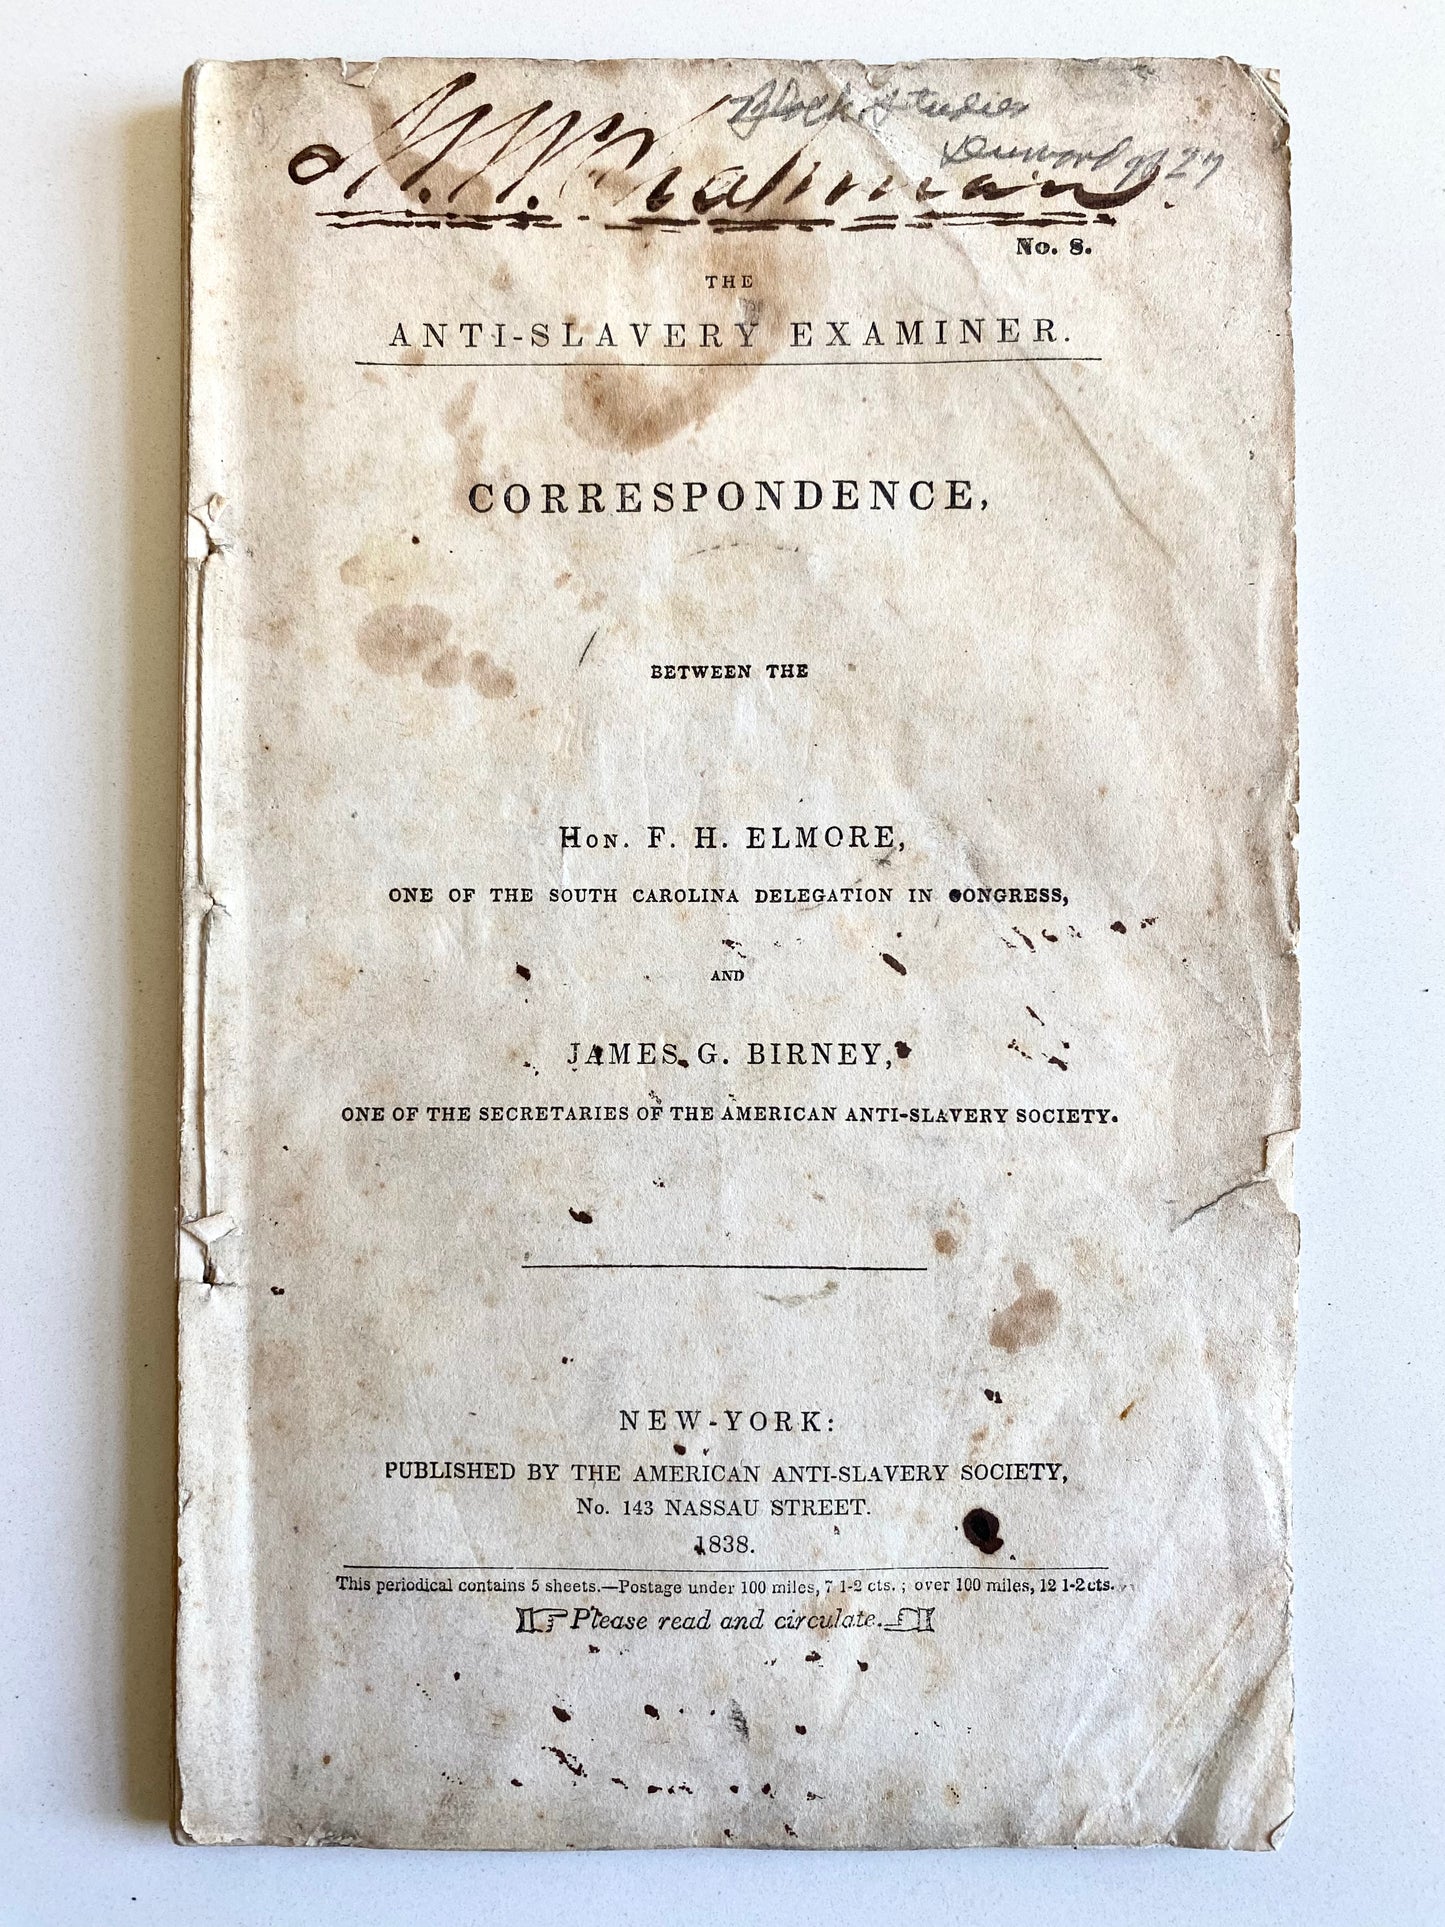 Black Studies
Chapman.
No. 8.
THE
ANTI-SLAVERY EXAMINER.
CORRESPONDENCE,
BETWEEN THE
Hon. F. H. ELMORE,
ONE OF THE SOUTH CAROLINA DELEGATION IN CONGRESS,
AND
JAMES G. BIRNEY,
ONE OF THE SECRETARIES OF THE AMERICAN ANTI-SLAVERY SOCIETY.
NEW-YORK:
PUBLISHED BY THE AMERICAN ANTI-SLAVERY SOCIETY,
No. 143 NASSAU STREET.
1838.
This periodical contains 5 sheets.—Postage under 100 miles, 7 1-2 cts. ; over 100 miles, 12 1-2 cts.
☞ Please read and circulate. ☜